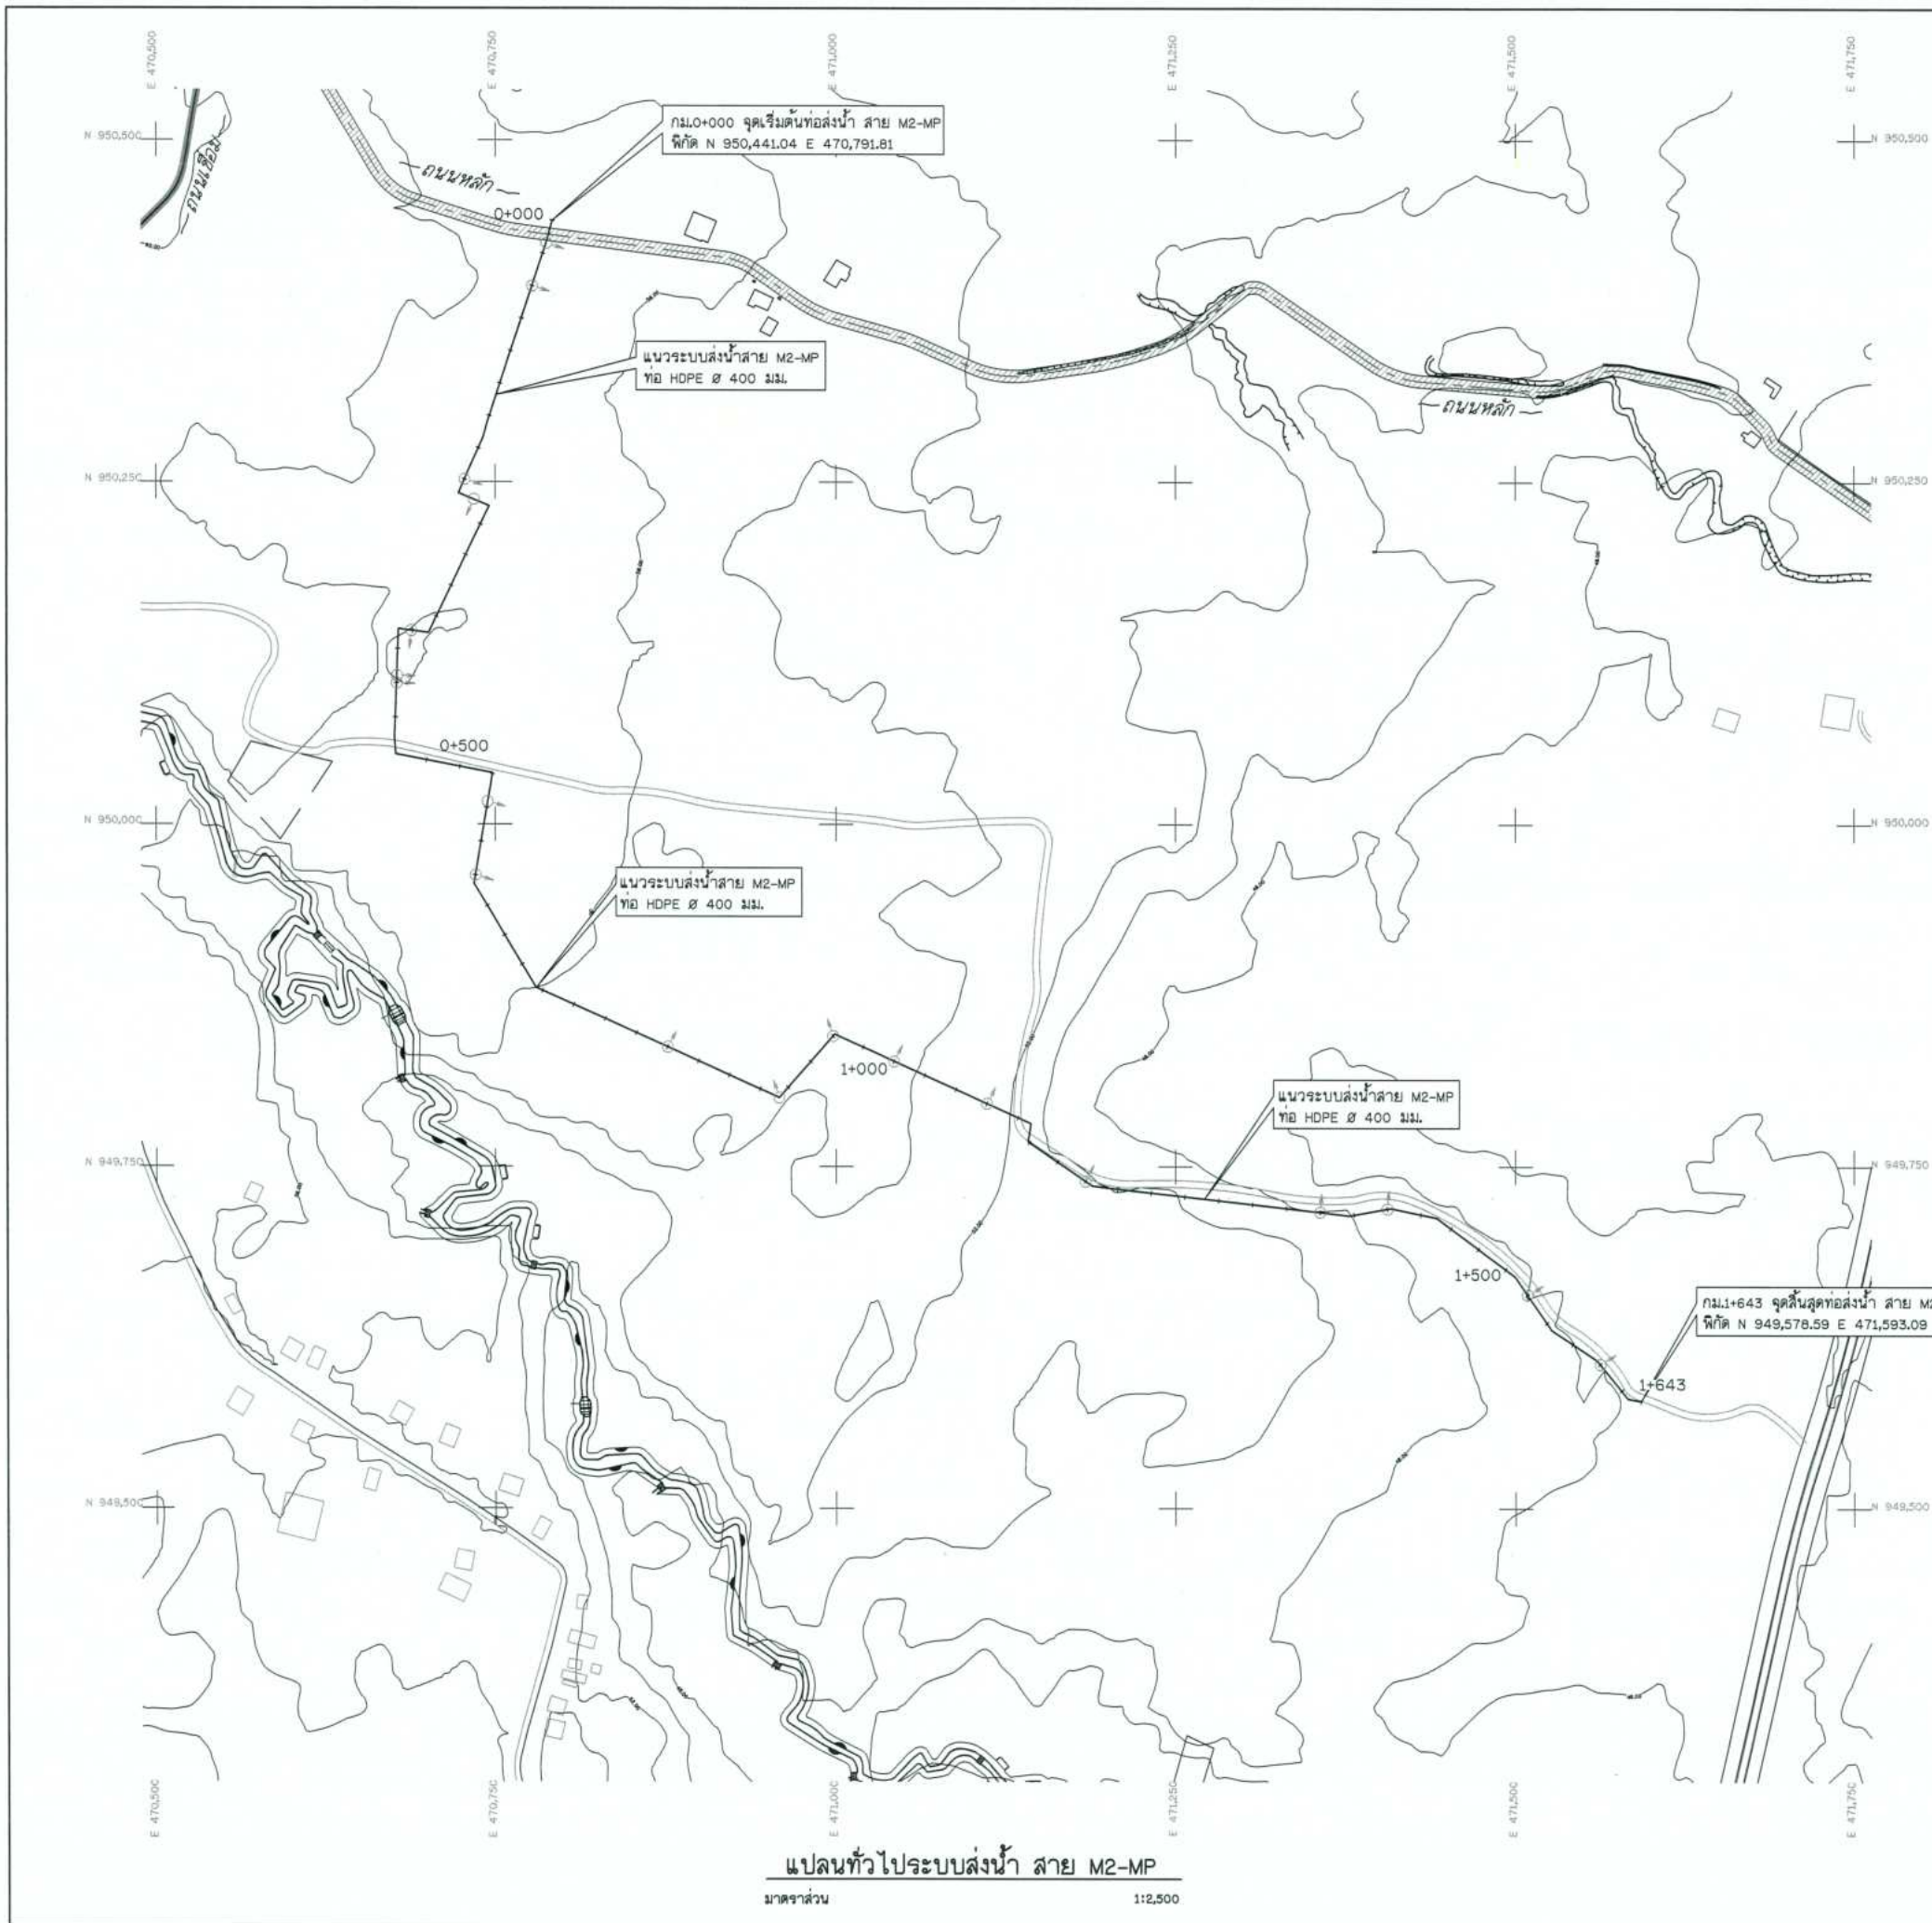 E 470,500
E 470,750
E 471,000
E 471,250
E 471,500
E 471,750
N 950,500
N 950,500
กม.0+000 จุดเริ่มต้นท่อส่งน้ำ สาย M2-MP
พิกัด N 950,441.04 E 470,791.81
ถนนเชื่อม
ถนนหลัก
0+000
แนวระบบส่งน้ำสาย M2-MP
ท่อ HDPE Ø 400 มม.
ถนนหลัก
N 950,250
N 950,250
0+500
N 950,000
N 950,000
แนวระบบส่งน้ำสาย M2-MP
ท่อ HDPE Ø 400 มม.
1+000
แนวระบบส่งน้ำสาย M2-MP
ท่อ HDPE Ø 400 มม.
N 949,750
N 949,750
1+500
กม.1+643 จุดสิ้นสุดท่อส่งน้ำ สาย M2
พิกัด N 949,578.59 E 471,593.09
1+643
N 949,500
N 949,500
E 470,500
E 470,750
E 471,000
E 471,250
E 471,500
E 471,750
แปลนทั่วไประบบส่งน้ำ สาย M2-MP
มาตราส่วน 1:2,500